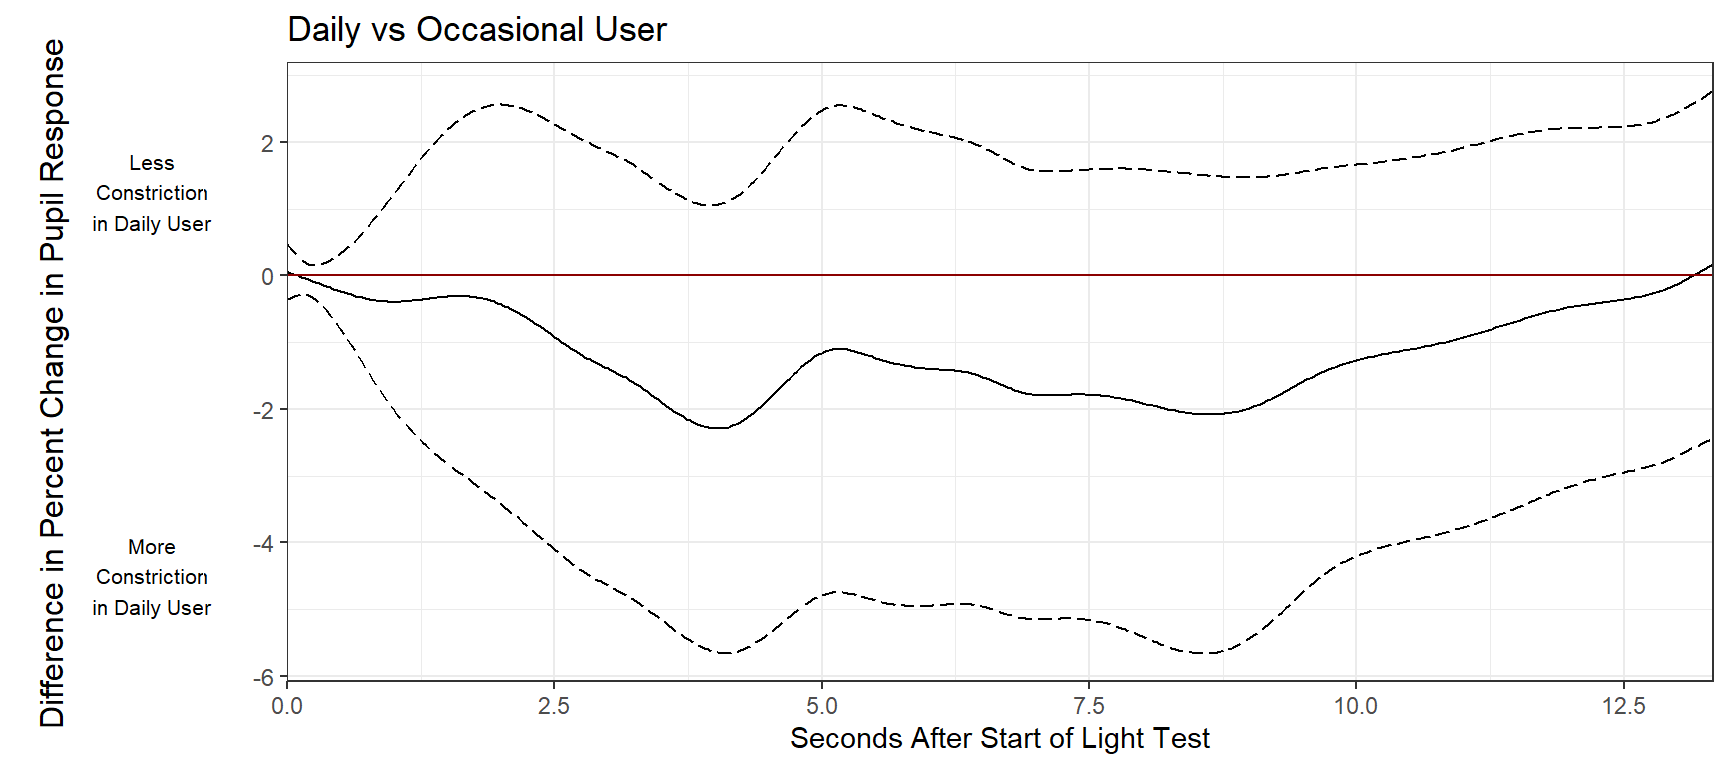 Daily vs Occasional User
Difference in Percent Change in Pupil Response
Less
Constriction
in Daily User
More
Constriction
in Daily User
2
0
-2
-4
-6
0.0 2.5 5.0 7.5 10.0 12.5
Seconds After Start of Light Test